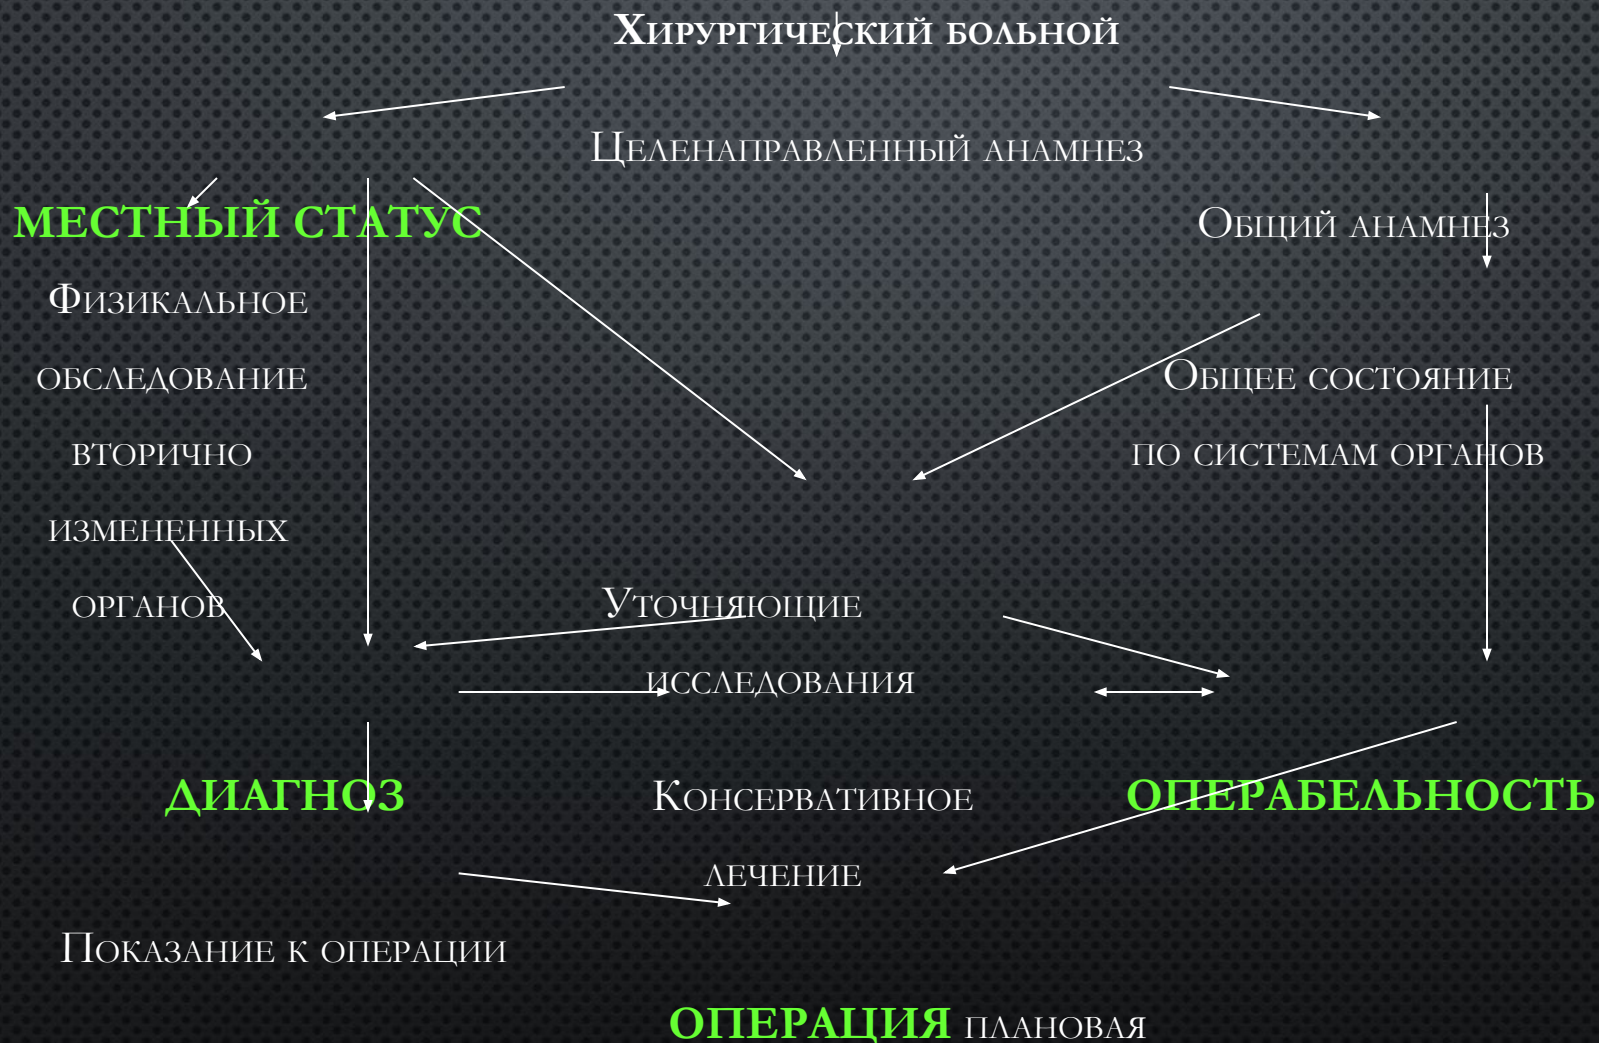 Хирургический больной
Целенаправленный анамнез
МЕСТНЫЙ СТАТУС Общий анамнез
Физикальное
обследование Общее состояние
вторично по системам органов
измененных
органов Уточняющие
исследования
ДИАГНОЗ Консервативное ОПЕРАБЕЛЬНОСТЬ
лечение
Показание к операции
ОПЕРАЦИЯ плановая